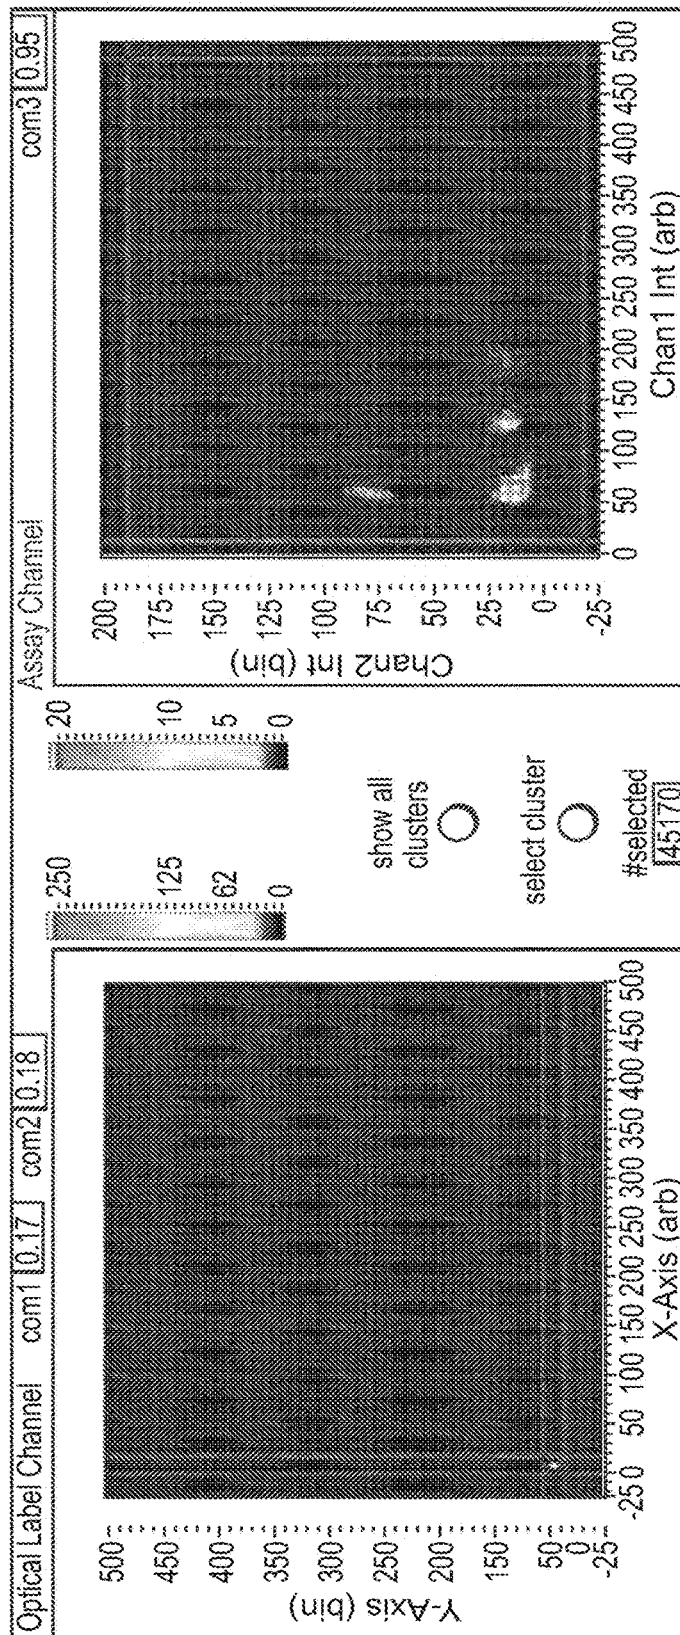 Optical Label Channel com1 0.17 com2 0.18
500
450
400
350
300
250
200
150
50
0
-25
Y-Axis (bin)
-250 50 100 150 200 250 300 350 400 450 500
X-Axis (arb)
250
125
62
0
20
10
5
0
show all
clusters
select cluster
#selected
45170
Assay Channel com3 0.95
200
175
150
125
100
75
50
25
0
-25
Chan2 Int (bin)
0 50 100 150 200 250 300 350 400 450 500
Chan1 Int (arb)